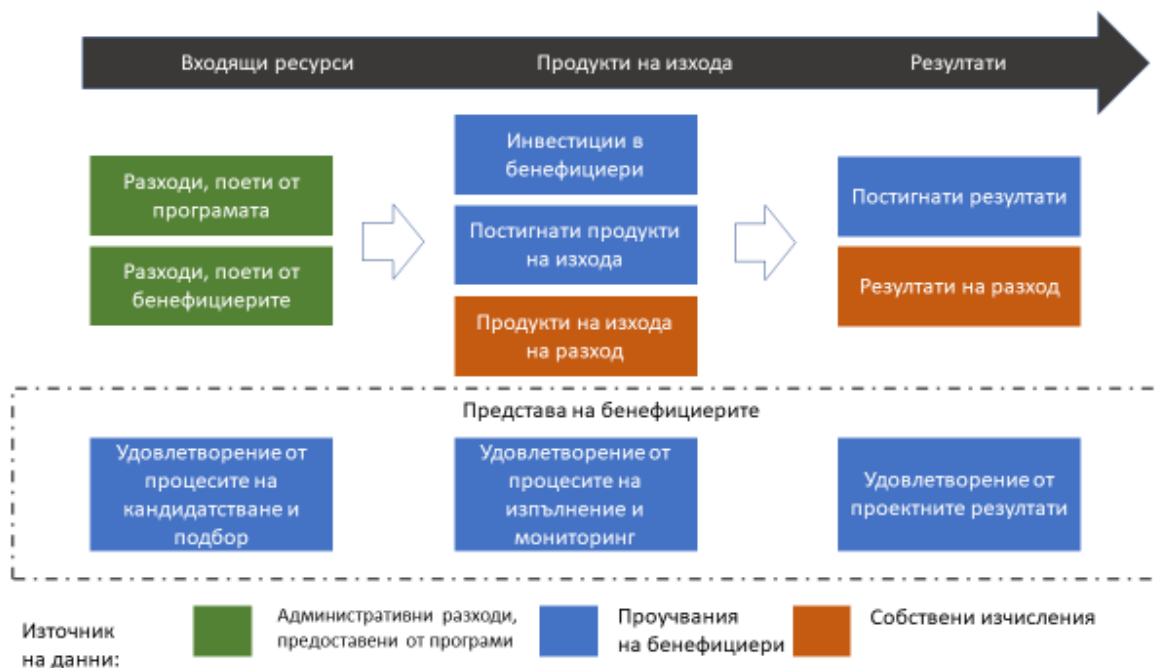 Входящи ресурси
Продукти на изхода
Резултати
Разходи, поети от
програмата
Разходи, поети от
бенефициерите
Инвестиции в
бенефициери
Постигнати продукти
на изхода
Продукти на изхода
на разход
Постигнати резултати
Резултати на разход
Представа на бенефициерите
Удовлетворение от
процесите на
кандидатстване и
подбор
Удовлетворение от
процесите на
изпълнение и
мониторинг
Удовлетворение от
проектните резултати
Източник
на данни:
Административни разходи,
предоставени от програми
Проучвания
на бенефициери
Собствени изчисления